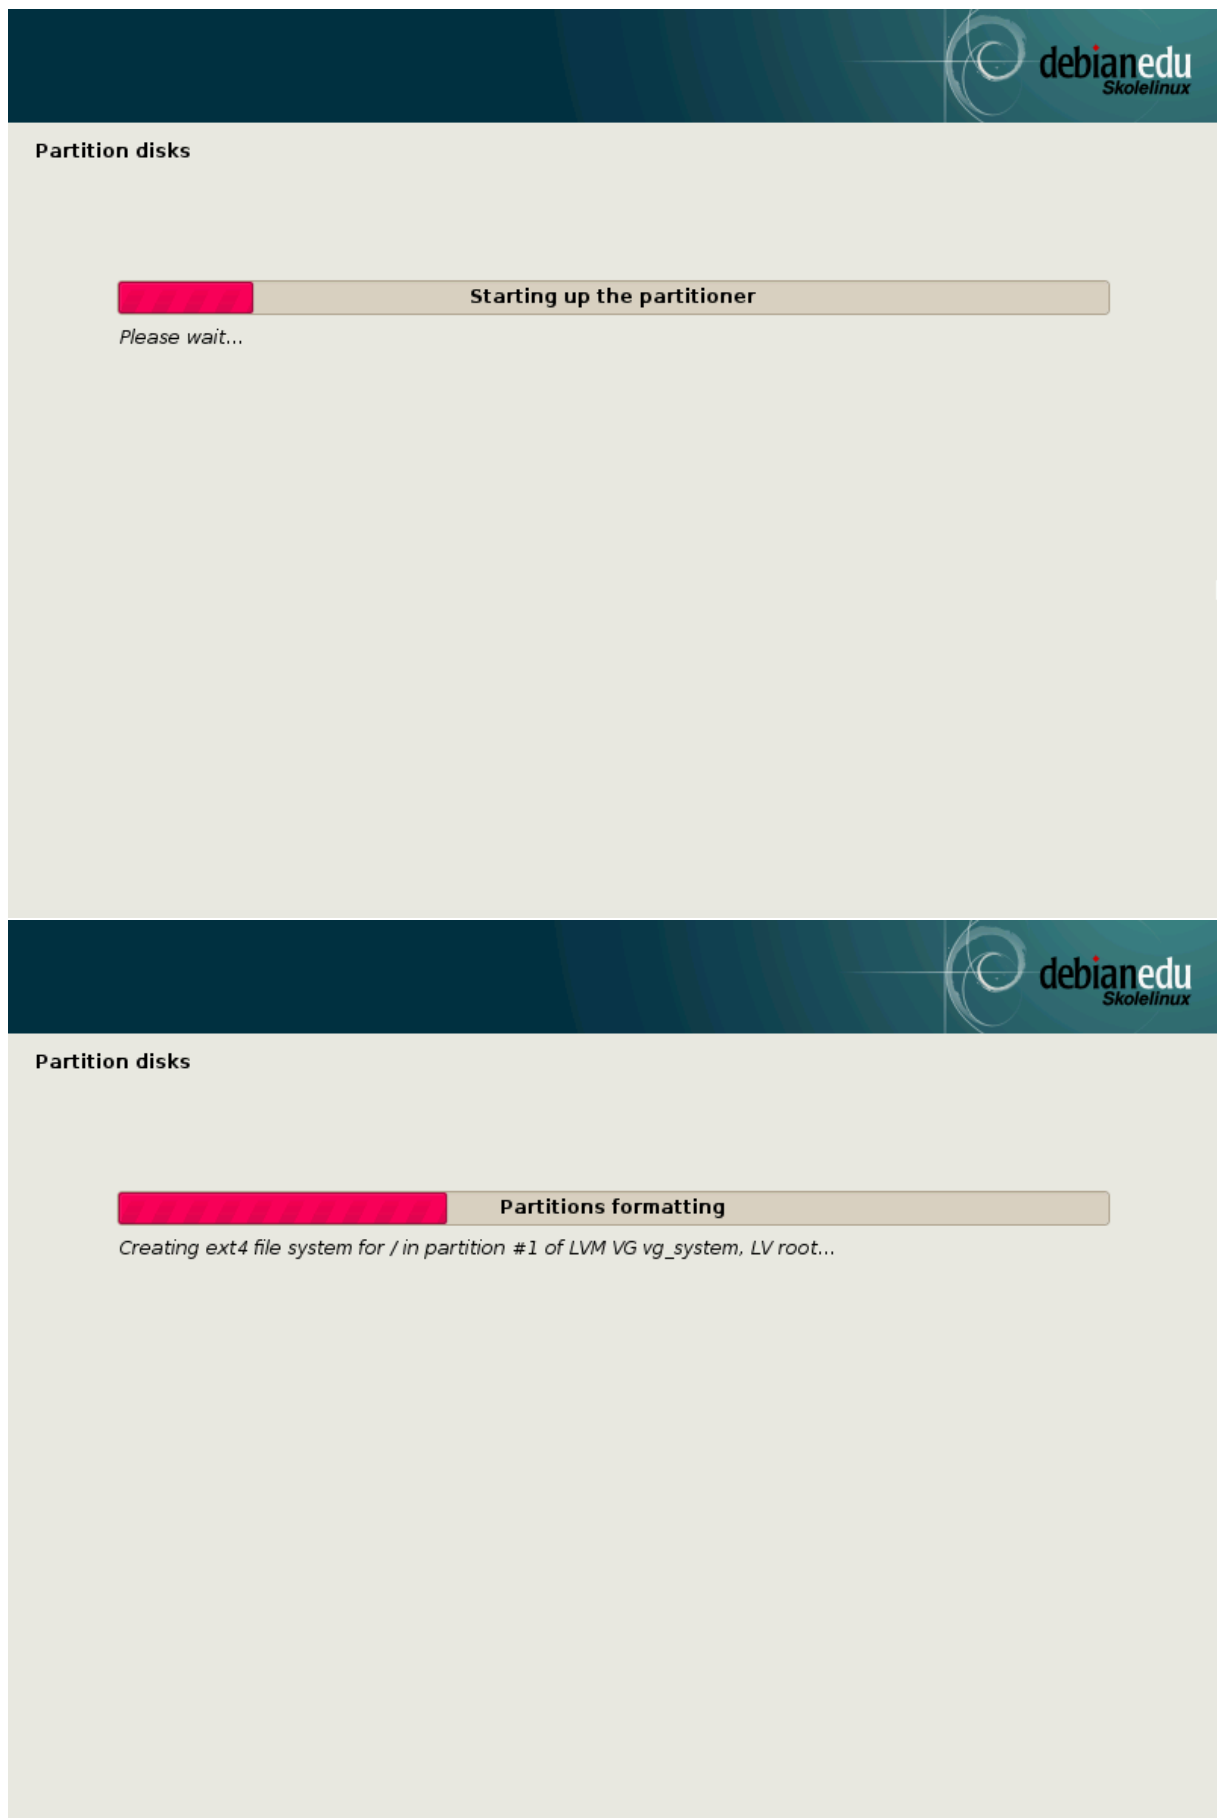 debianedu
Skolelinux
Partition disks
Starting up the partitioner
Please wait...
debianedu
Skolelinux
Partition disks
Partitions formatting
Creating ext4 file system for / in partition #1 of LVM VG vg_system, LV root...